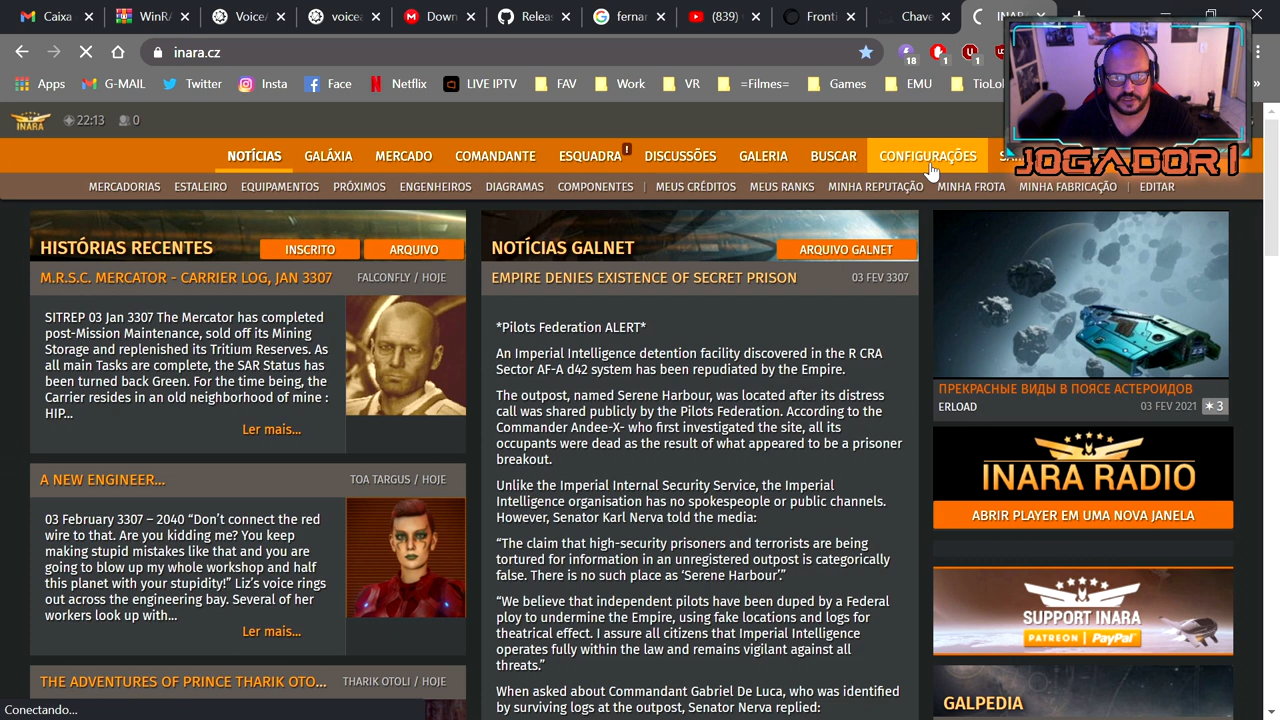 Caixa
WinRA
Voice/
voice
Down
Releas
fernar
(839)
Fronti
Chave
INAR
inara.cz
18
1
1
Apps
G-MAIL
Twitter
Insta
Face
Netflix
LIVE IPTV
FAV
Work
VR
=Filmes=
Games
EMU
TioLol
»
INARA
22:13
0
JOGADOR 1
NOTÍCIAS
GALÁXIA
MERCADO
COMANDANTE
ESQUADRA !
DISCUSSÕES
GALERIA
BUSCAR
CONFIGURAÇÕES
MERCADORIAS
ESTALEIRO
EQUIPAMENTOS
PRÓXIMOS
ENGENHEIROS
DIAGRAMAS
COMPONENTES
MEUS CRÉDITOS
MEUS RANKS
MINHA REPUTAÇÃO
MINHA FROTA
MINHA FABRICAÇÃO
EDITAR
HISTÓRIAS RECENTES
INSCRITO
ARQUIVO
M.R.S.C. MERCATOR - CARRIER LOG, JAN 3307
FALCONFLY / HOJE
SITREP 03 Jan 3307 The Mercator has completed
post-Mission Maintenance, sold off its Mining
Storage and replenished its Tritium Reserves. As
all main Tasks are complete, the SAR Status has
been turned back Green. For the time being, the
Carrier resides in an old neighborhood of mine :
HIP...
Ler mais...
A NEW ENGINEER...
TOA TARGUS / HOJE
03 February 3307 – 2040 “Don’t connect the red
wire to that. Are you kidding me? You keep
making stupid mistakes like that and you are
going to blow up my whole workshop and half
this planet with your stupidity!” Liz’s voice rings
out across the engineering bay. Several of her
workers look up with...
Ler mais...
THE ADVENTURES OF PRINCE THARIK OTO...
THARIK OTOLI / HOJE
NOTÍCIAS GALNET
ARQUIVO GALNET
EMPIRE DENIES EXISTENCE OF SECRET PRISON
03 FEV 3307
*Pilots Federation ALERT*
An Imperial Intelligence detention facility discovered in the R CRA
Sector AF-A d42 system has been repudiated by the Empire.
The outpost, named Serene Harbour, was located after its distress
call was shared publicly by the Pilots Federation. According to the
Commander Andee-X- who first investigated the site, all its
occupants were dead as the result of what appeared to be a prisoner
breakout.
Unlike the Imperial Internal Security Service, the Imperial
Intelligence organisation has no spokespeople or public channels.
However, Senator Karl Nerva told the media:
“The claim that high-security prisoners and terrorists are being
tortured for information in an unregistered outpost is categorically
false. There is no such place as ‘Serene Harbour’.”
“We believe that independent pilots have been duped by a Federal
ploy to undermine the Empire, using fake locations and logs for
theatrical effect. I assure all citizens that Imperial Intelligence
operates fully within the law and remains vigilant against all
threats.”
When asked about Commandant Gabriel De Luca, who was identified
by surviving logs at the outpost, Senator Nerva replied:
ПРЕКРАСНЫЕ ВИДЫ В ПОЯСЕ АСТЕРОИДОВ
ERLOAD
03 FEV 2021
3
INARA RADIO
ABRIR PLAYER EM UMA NOVA JANELA
SUPPORT INARA
PATREON | PayPal
GALPEDIA
Conectando...